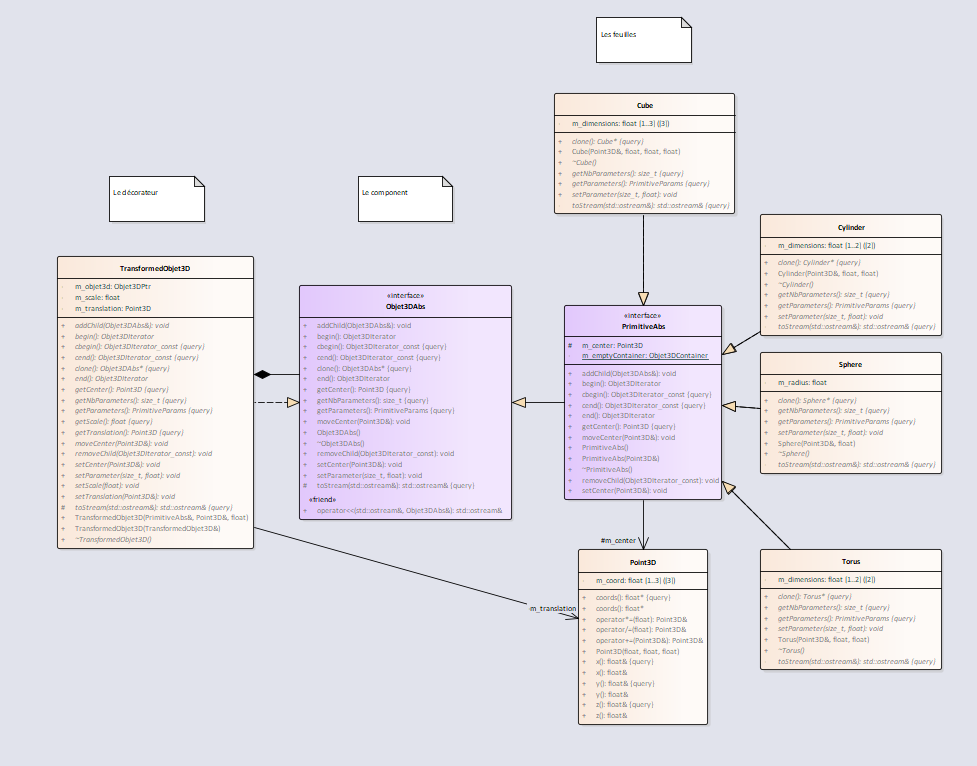 Les feuilles
Cube
m_dimensions: float {1..3} ([3])
+ clone(): Cube* {query}
+ Cube(Point3D&, float, float, float)
+ ~Cube()
+ getNbParameters(): size_t {query}
+ getParameters(): PrimitiveParams {query}
+ setParameter(size_t, float): void
toStream(std::ostream&): std::ostream& {query}
Le décorateur
Le component
Cylinder
m_dimensions: float {1..2} ([2])
+ clone(): Cylinder* {query}
+ Cylinder(Point3D&, float, float)
+ ~Cylinder()
+ getNbParameters(): size_t {query}
+ getParameters(): PrimitiveParams {query}
+ setParameter(size_t, float): void
toStream(std::ostream&): std::ostream& {query}
TransformedObjet3D
m_objet3d: Objet3DPtr
m_scale: float
m_translation: Point3D
+ addChild(Objet3DAbs&): void
+ begin(): Objet3DIterator
+ cbegin(): Objet3DIterator_const {query}
+ cend(): Objet3DIterator_const {query}
+ clone(): Objet3DAbs* {query}
+ end(): Objet3DIterator
+ getCenter(): Point3D {query}
+ getNbParameters(): size_t {query}
+ getParameters(): PrimitiveParams {query}
+ getScale(): float {query}
+ getTranslation(): Point3D {query}
+ moveCenter(Point3D&): void
+ removeChild(Objet3DIterator_const): void
+ setCenter(Point3D&): void
+ setParameter(size_t, float): void
+ setScale(float): void
+ setTranslation(Point3D&): void
# toStream(std::ostream&): std::ostream& {query}
+ TransformedObjet3D(PrimitiveAbs&, Point3D&, float)
+ TransformedObjet3D(TransformedObjet3D&)
+ ~TransformedObjet3D()
«interface»
Objet3DAbs
+ addChild(Objet3DAbs&): void
+ begin(): Objet3DIterator
+ cbegin(): Objet3DIterator_const {query}
+ cend(): Objet3DIterator_const {query}
+ clone(): Objet3DAbs* {query}
+ end(): Objet3DIterator
+ getCenter(): Point3D {query}
+ getNbParameters(): size_t {query}
+ getParameters(): PrimitiveParams {query}
+ moveCenter(Point3D&): void
+ Objet3DAbs()
+ ~Objet3DAbs()
+ removeChild(Objet3DIterator_const): void
+ setCenter(Point3D&): void
+ setParameter(size_t, float): void
# toStream(std::ostream&): std::ostream& {query}
«friend»
+ operator<<(std::ostream&, Objet3DAbs&): std::ostream&
«interface»
PrimitiveAbs
# m_center: Point3D
m_emptyContainer: Objet3DContainer
+ addChild(Objet3DAbs&): void
+ begin(): Objet3DIterator
+ cbegin(): Objet3DIterator_const {query}
+ cend(): Objet3DIterator_const {query}
+ end(): Objet3DIterator
+ getCenter(): Point3D {query}
+ moveCenter(Point3D&): void
+ PrimitiveAbs()
+ PrimitiveAbs(Point3D&)
+ ~PrimitiveAbs()
+ removeChild(Objet3DIterator_const): void
+ setCenter(Point3D&): void
Sphere
m_radius: float
+ clone(): Sphere* {query}
+ getNbParameters(): size_t {query}
+ getParameters(): PrimitiveParams {query}
+ setParameter(size_t, float): void
+ Sphere(Point3D&, float)
+ ~Sphere()
toStream(std::ostream&): std::ostream& {query}
#m_center
m_translation
Point3D
m_coord: float {1..3} ([3])
+ coords(): float* {query}
+ coords(): float*
+ operator*=(float): Point3D&
+ operator/=(float): Point3D&
+ operator+=(Point3D&): Point3D&
+ Point3D(float, float, float)
+ x(): float& {query}
+ x(): float&
+ y(): float& {query}
+ y(): float&
+ z(): float& {query}
+ z(): float&
Torus
m_dimensions: float {1..2} ([2])
+ clone(): Torus* {query}
+ getNbParameters(): size_t {query}
+ getParameters(): PrimitiveParams {query}
+ setParameter(size_t, float): void
+ Torus(Point3D&, float, float)
+ ~Torus()
toStream(std::ostream&): std::ostream& {query}